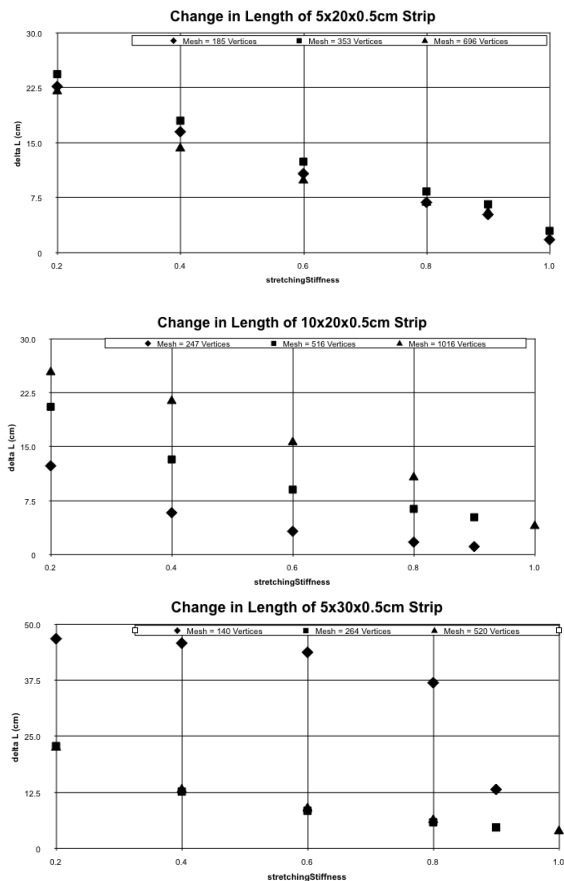 Change in Length of 5x20x0.5cm Strip
30.0
Mesh = 185 Vertices Mesh = 353 Vertices Mesh = 696 Vertices
22.5
15.0
7.5
0
delta L (cm)
0.2 0.4 0.6 0.8 1.0
stretchingStiffness
Change in Length of 10x20x0.5cm Strip
30.0
Mesh = 247 Vertices Mesh = 516 Vertices Mesh = 1016 Vertices
22.5
15.0
7.5
0
delta L (cm)
0.2 0.4 0.6 0.8 1.0
stretchingStiffness
Change in Length of 5x30x0.5cm Strip
50.0
Mesh = 140 Vertices Mesh = 264 Vertices Mesh = 520 Vertices
37.5
25.0
12.5
0
delta L (cm)
0.2 0.4 0.6 0.8 1.0
stretchingStiffness